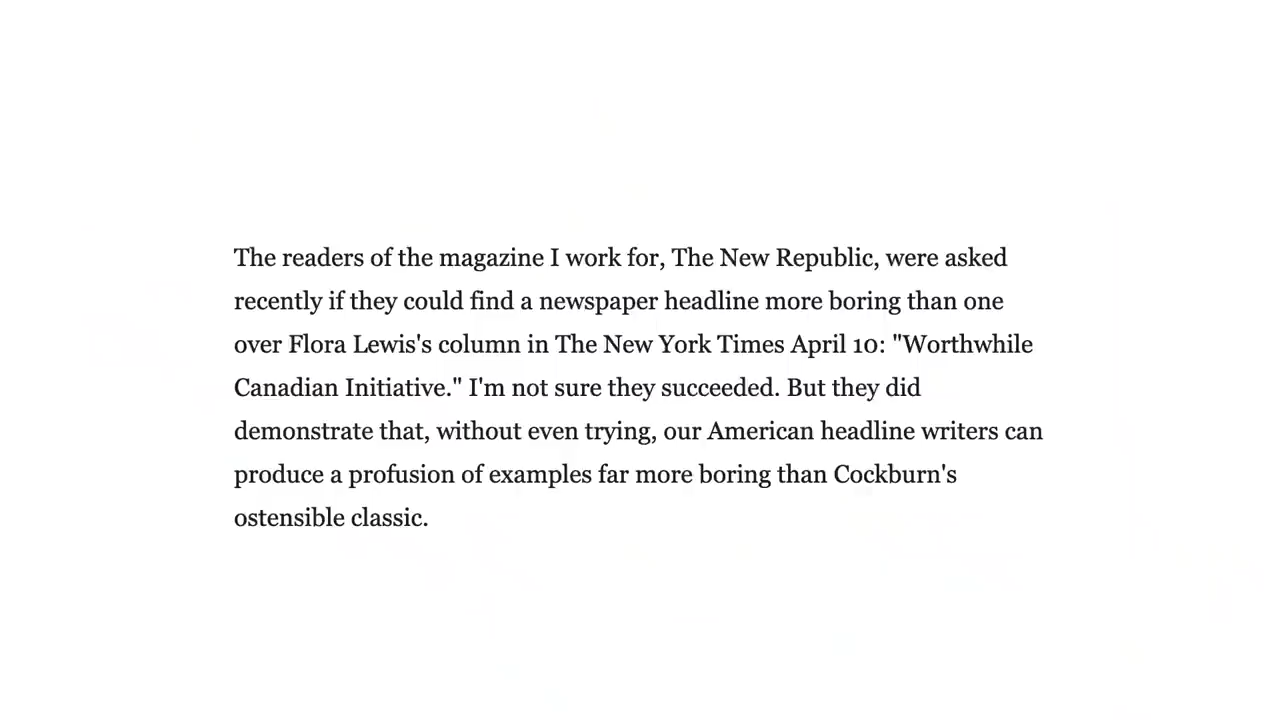 The readers of the magazine I work for, The New Republic, were asked
recently if they could find a newspaper headline more boring than one
over Flora Lewis's column in The New York Times April 10: "Worthwhile
Canadian Initiative." I'm not sure they succeeded. But they did
demonstrate that, without even trying, our American headline writers can
produce a profusion of examples far more boring than Cockburn's
ostensible classic.